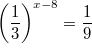 (1/3)^{x−8} = 1/9